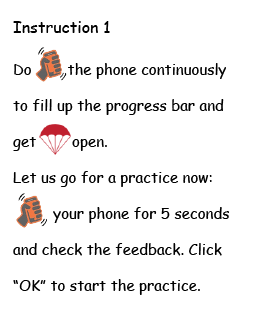 Instruction 1
Do the phone continuously
to fill up the progress bar and
get open.
Let us go for a practice now:
your phone for 5 seconds
and check the feedback. Click
“OK” to start the practice.